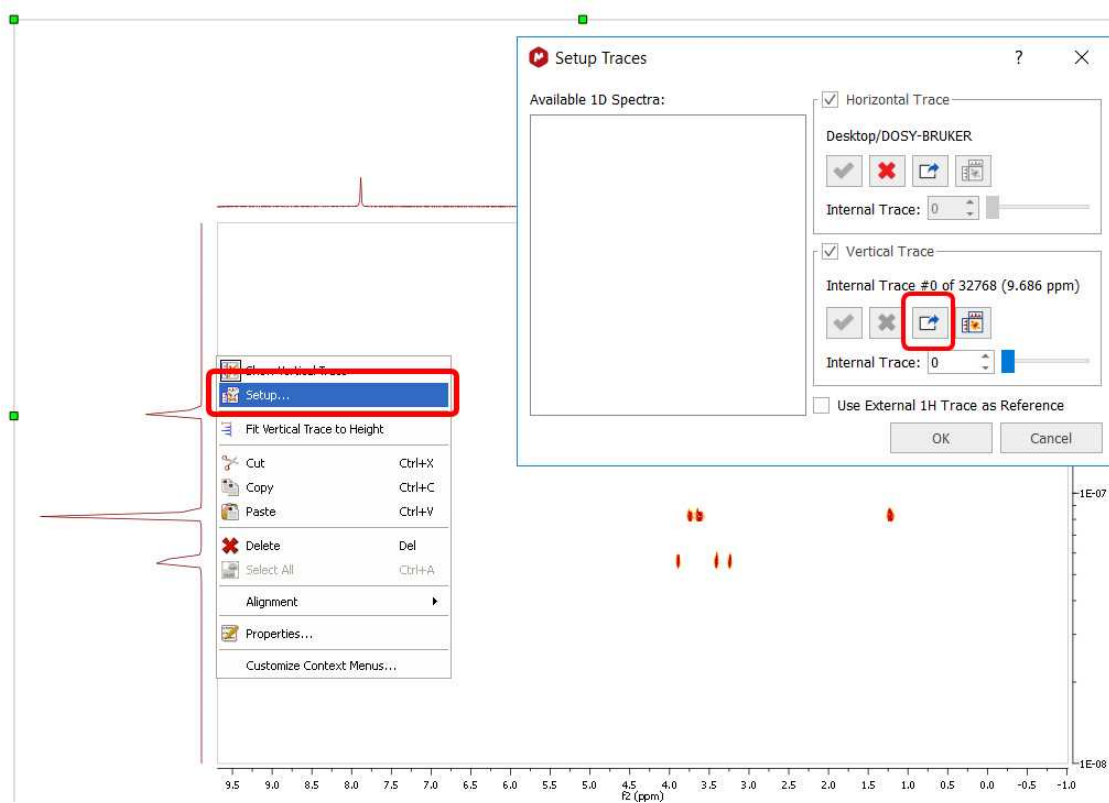 Setup Traces
?
Available 1D Spectra:
Horizontal Trace
Desktop/DOSY-BRUKER
Internal Trace: 0
Vertical Trace
Internal Trace #0 of 32768 (9.686 ppm)
Internal Trace: 0
Use External 1H Trace as Reference
OK Cancel
Show Vertical Trace
Setup...
Fit Vertical Trace to Height
Cut Ctrl+X
Copy Ctrl+C
Paste Ctrl+V
Delete Del
Select All Ctrl+A
Alignment
Properties...
Customize Context Menus...
1E-07
1E-08
9.5 9.0 8.5 8.0 7.5 7.0 6.5 6.0 5.5 5.0 4.5 4.0 3.5 3.0 2.5 2.0 1.5 1.0 0.5 0.0 -0.5 -1.0
f2 (ppm)